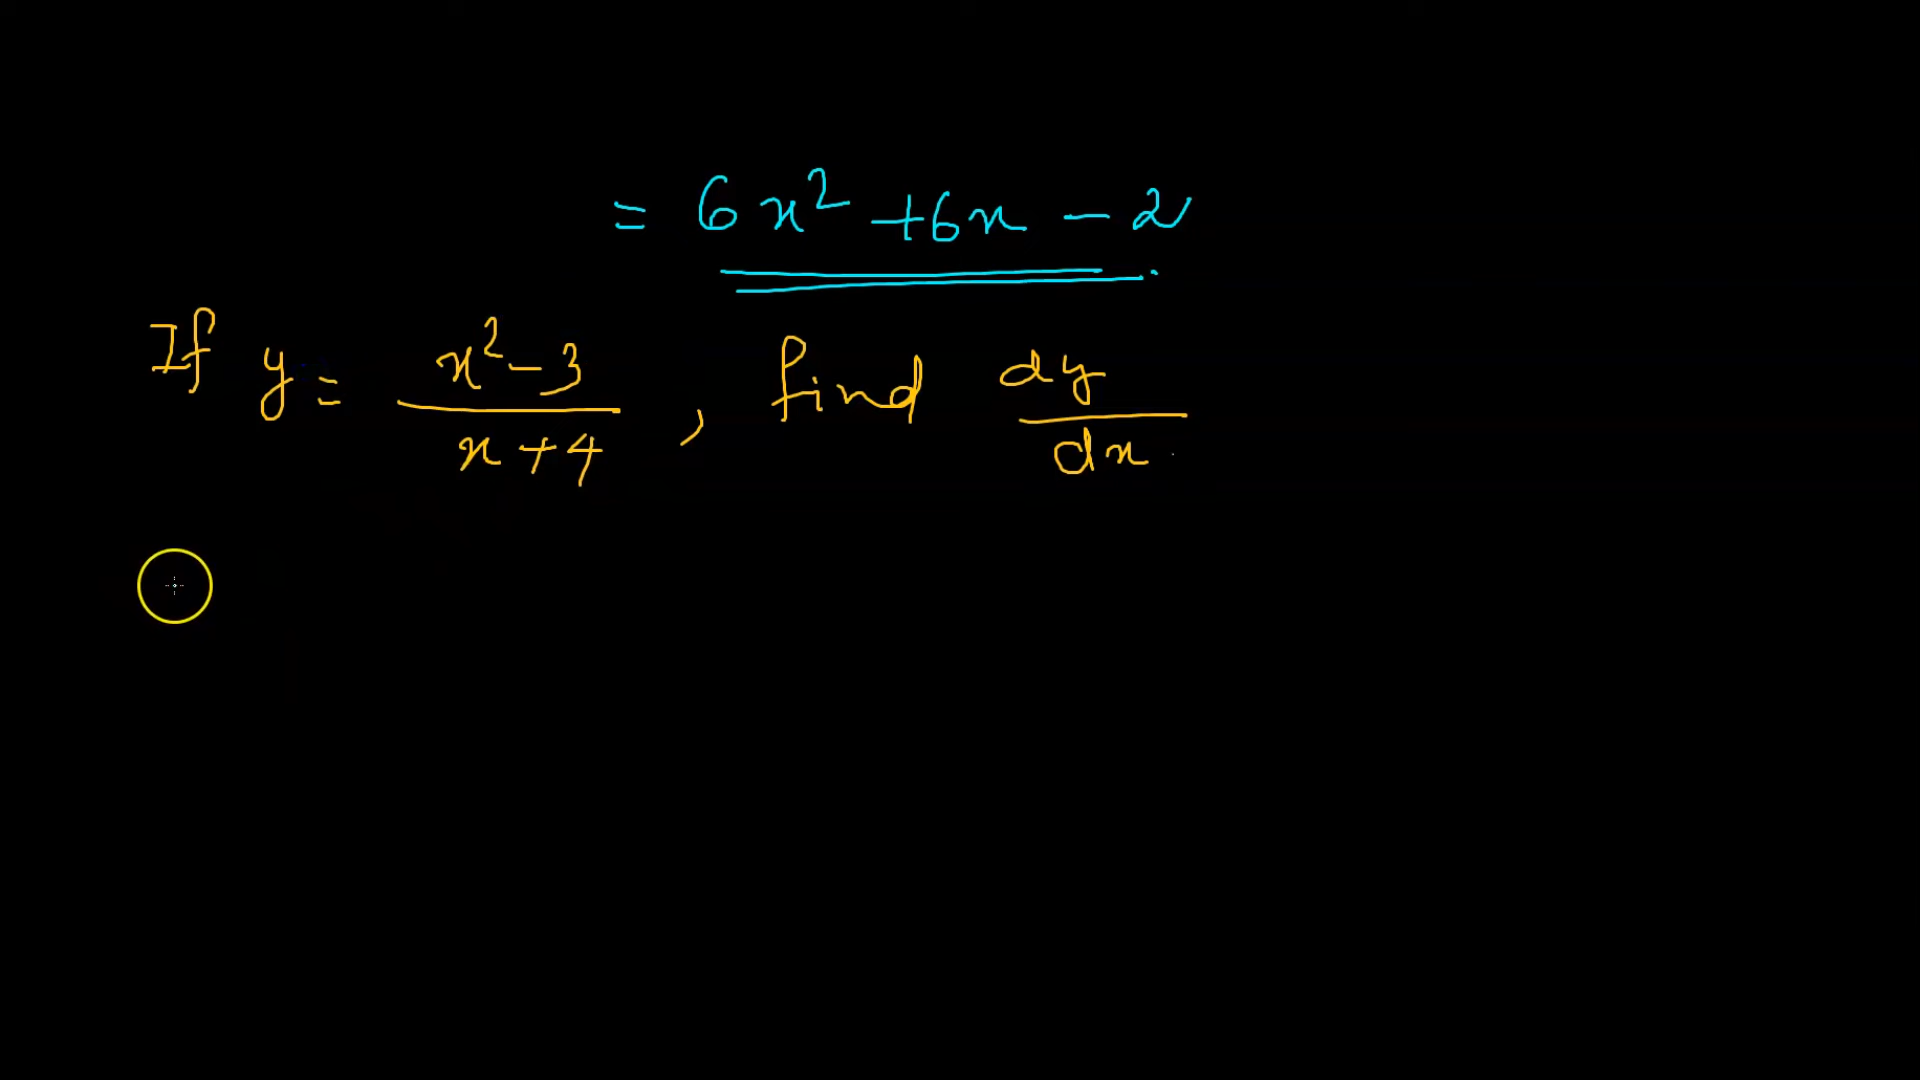 = 6x² + 6x - 2
If y = x² - 3 / x + 4 , find dy / dx.